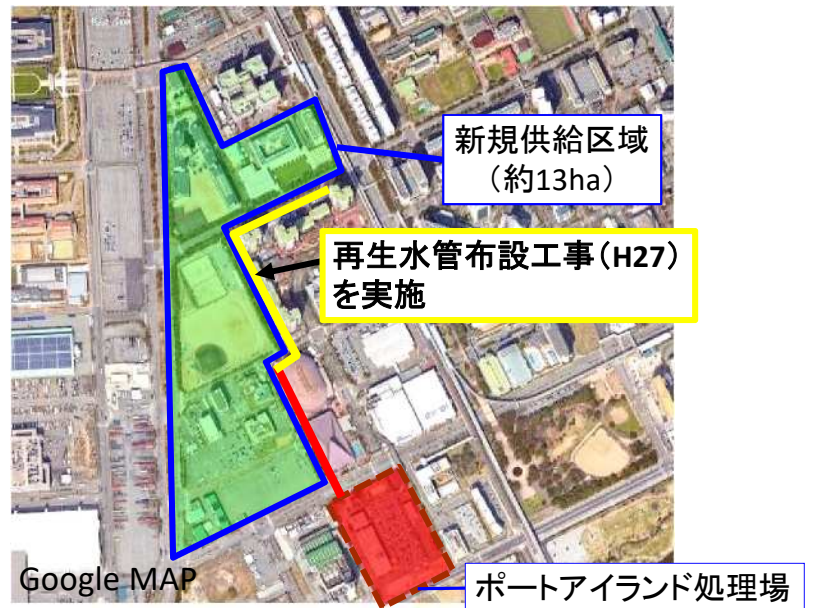 新規供給区域
（約13ha）
再生水管布設工事（H27）
を実施
Google MAP
ポートアイランド処理場